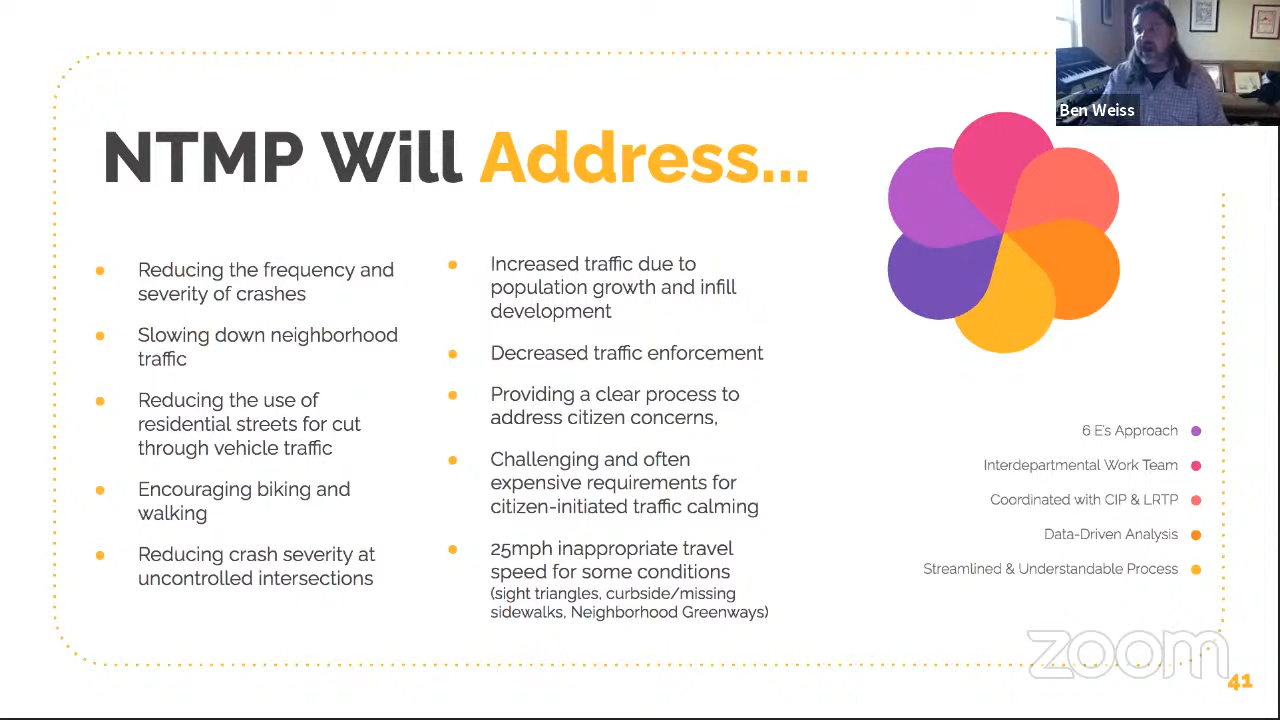 Ben Weiss
NTMP Will Address...
Reducing the frequency and
severity of crashes
Slowing down neighborhood
traffic
Reducing the use of
residential streets for cut
through vehicle traffic
Encouraging biking and
walking
Reducing crash severity at
uncontrolled intersections
Increased traffic due to
population growth and infill
development
Decreased traffic enforcement
Providing a clear process to
address citizen concerns,
Challenging and often
expensive requirements for
citizen-initiated traffic calming
25mph inappropriate travel
speed for some conditions
(sight triangles, curbside/missing
sidewalks, Neighborhood Greenways)
6 E's Approach
Interdepartmental Work Team
Coordinated with CIP & LRTP
Data-Driven Analysis
Streamlined & Understandable Process
zoom
41